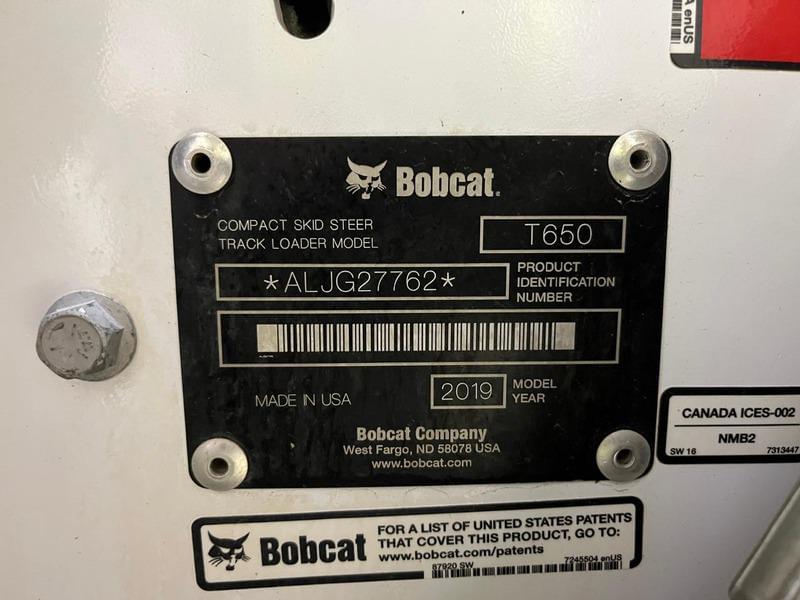 A enUS
Bobcat
COMPACT SKID STEER
TRACK LOADER MODEL
T650
*ALJG27762*
PRODUCT
IDENTIFICATION
NUMBER
MADE IN USA
2019
MODEL
YEAR
Bobcat Company
West Fargo, ND 58078 USA
www.bobcat.com
CANADA ICES-002
NMB2
SW 16
7313447
Bobcat
FOR A LIST OF UNITED STATES PATENTS
THAT COVER THIS PRODUCT, GO TO:
www.bobcat.com/patents
87920 SW
7245504 enUS